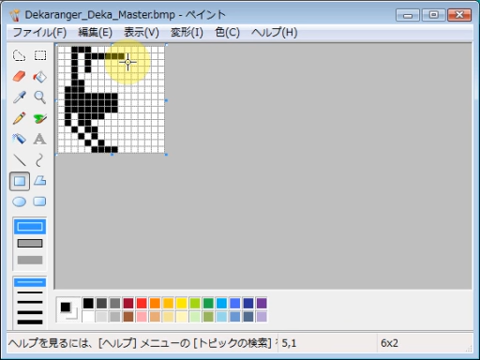 Dekaranger_Deka_Master.bmp - ペイント
ファイル(F) 編集(E) 表示(V) 変形(I) 色(C) ヘルプ(H)
A
ヘルプを見るには、[ヘルプ] メニューの [トピックの検索] 5,1 6x2